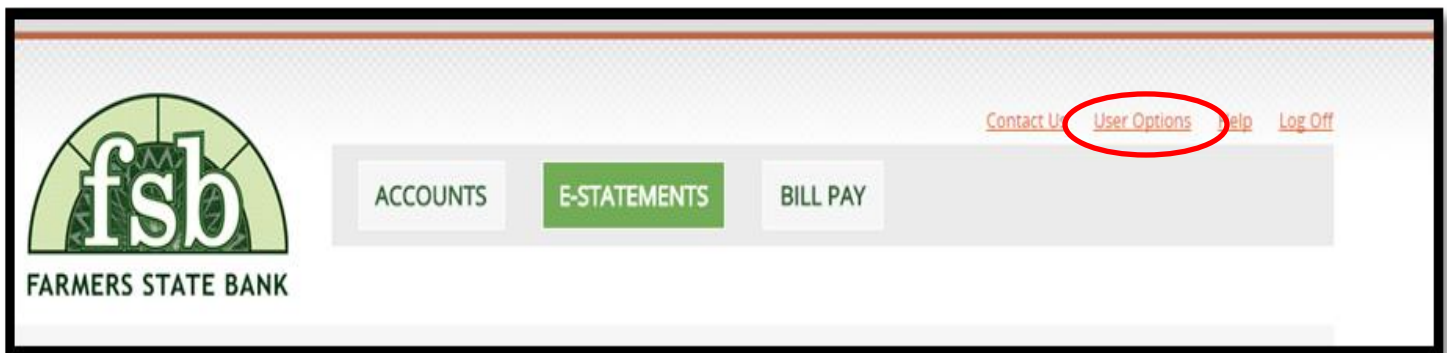 Contact Us User Options Help Log Off
fsb
ACCOUNTS E-STATEMENTS BILL PAY
FARMERS STATE BANK